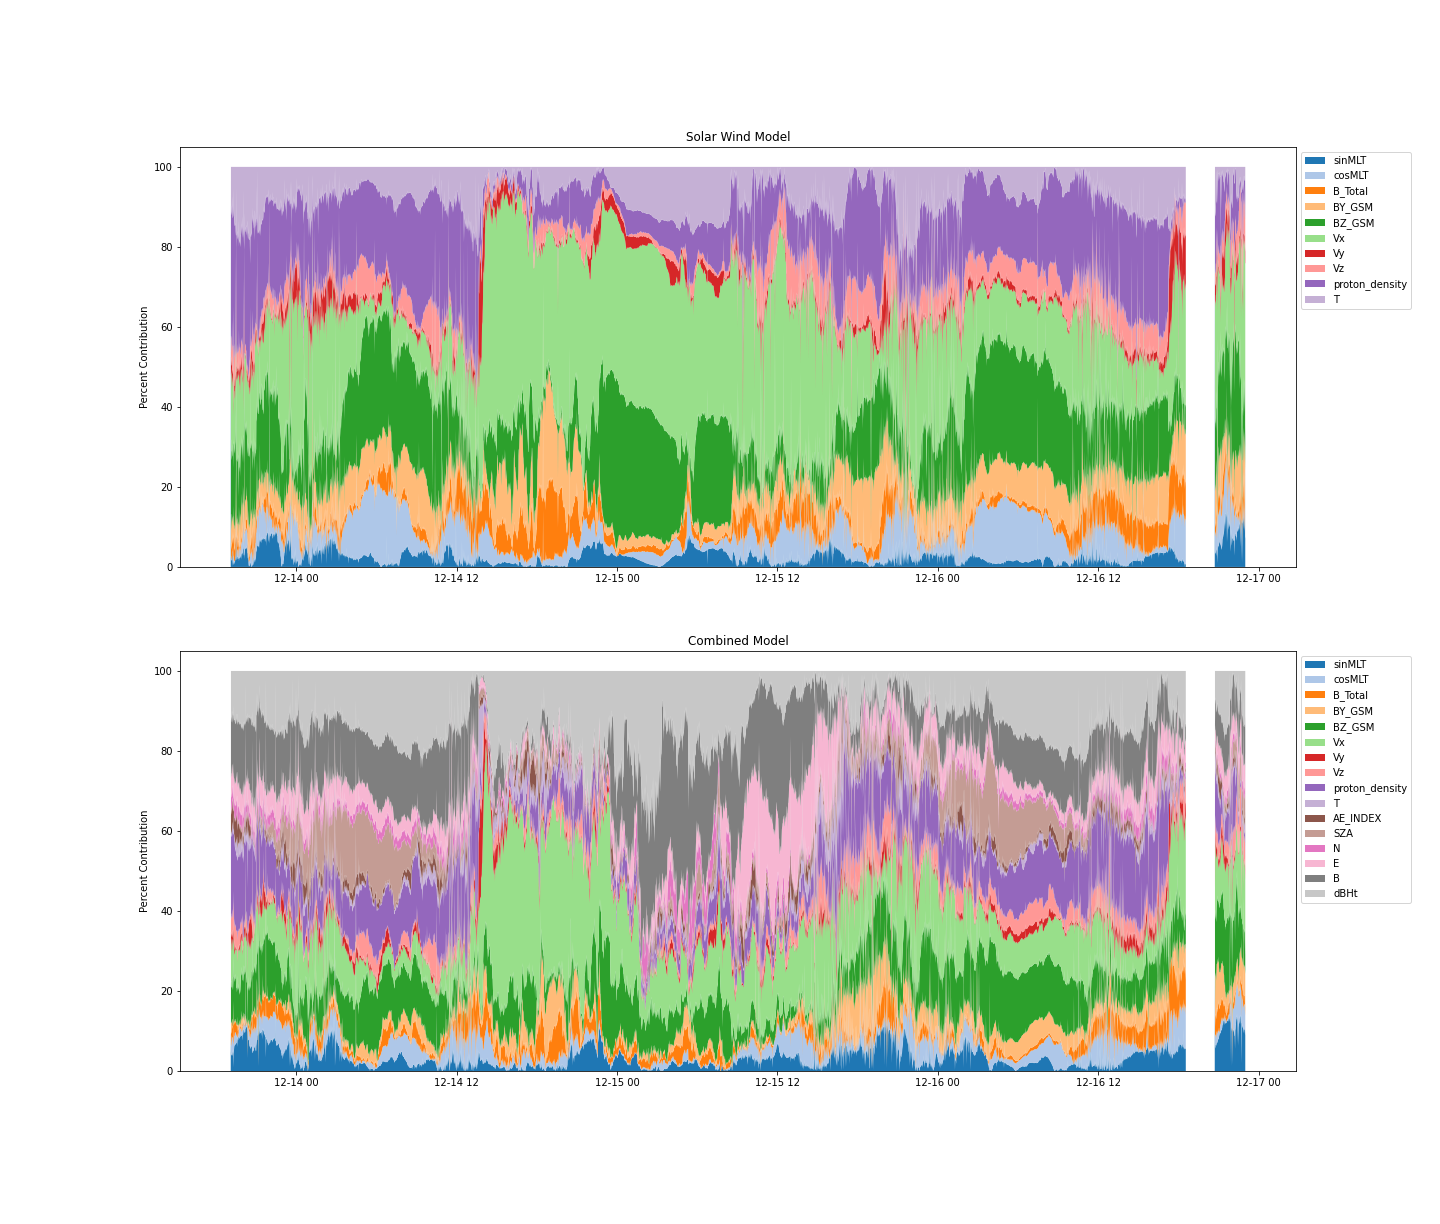 Solar Wind Model
Percent Contribution
100
80
60
40
20
0
12-14 00
12-14 12
12-15 00
12-15 12
12-16 00
12-16 12
12-17 00
sinMLT
cosMLT
B_Total
BY_GSM
BZ_GSM
Vx
Vy
Vz
proton_density
T
Combined Model
Percent Contribution
100
80
60
40
20
0
12-14 00
12-14 12
12-15 00
12-15 12
12-16 00
12-16 12
12-17 00
sinMLT
cosMLT
B_Total
BY_GSM
BZ_GSM
Vx
Vy
Vz
proton_density
T
AE_INDEX
SZA
N
E
B
dBHt